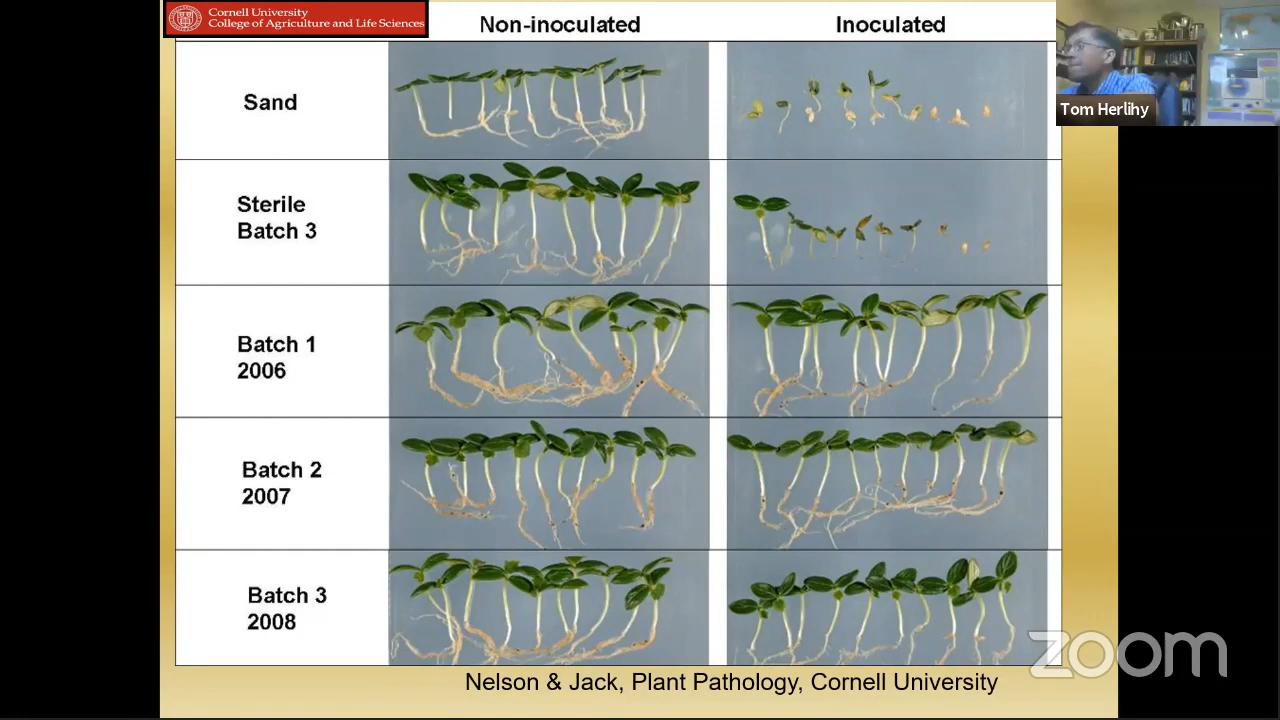 Cornell University
College of Agriculture and Life Sciences
Non-inoculated
Inoculated
Tom Herlihy
Sand
Sterile
Batch 3
Batch 1
2006
Batch 2
2007
Batch 3
2008
zoom
Nelson & Jack, Plant Pathology, Cornell University